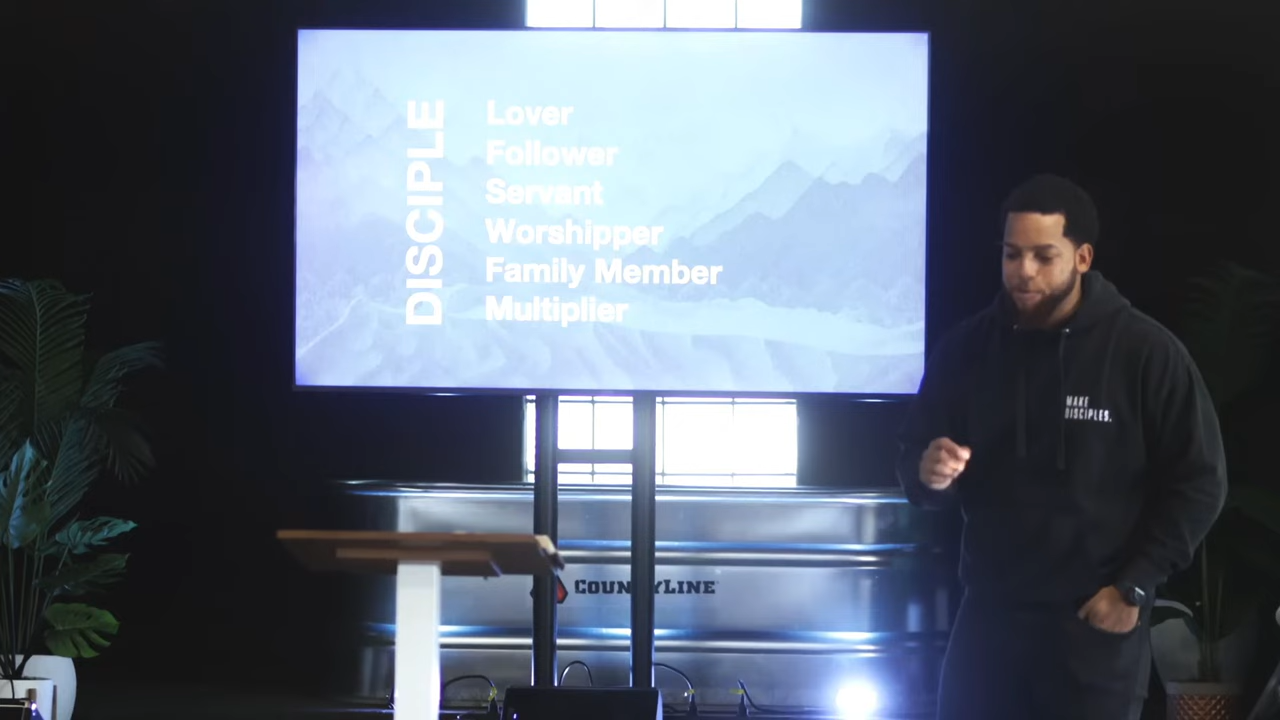 DISCIPLE
Lover
Follower
Servant
Worshipper
Family Member
Multiplier
MAKE
DISCIPLES.
COUNTYLINE